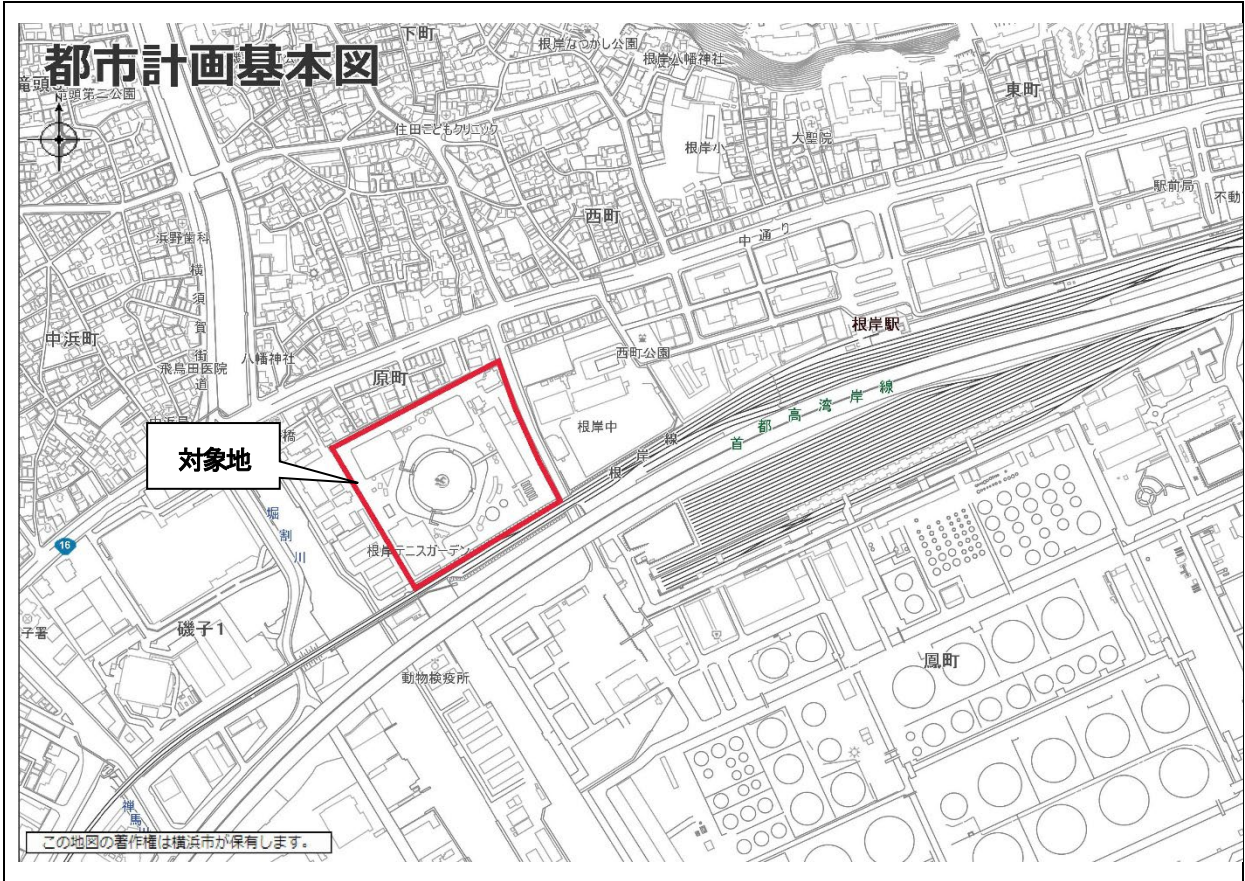 都市計画基本図
下町
根岸なつかし公園
根岸八幡神社
東町
滝頭
滝頭第二公園
住田こどもクリニック
大聖院
根岸小
駅前局
不動
西町
中通り
浜野歯科
横須賀街道
中浜町
飛鳥田医院
八幡神社
原町
西町公園
根岸駅
首都高湾岸線
根岸線
根岸中
橋
対象地
堀割川
根岸テニスガーデン
16
磯子1
子署
動物検疫所
鳳町
禅馬
この地図の著作権は横浜市が保有します。